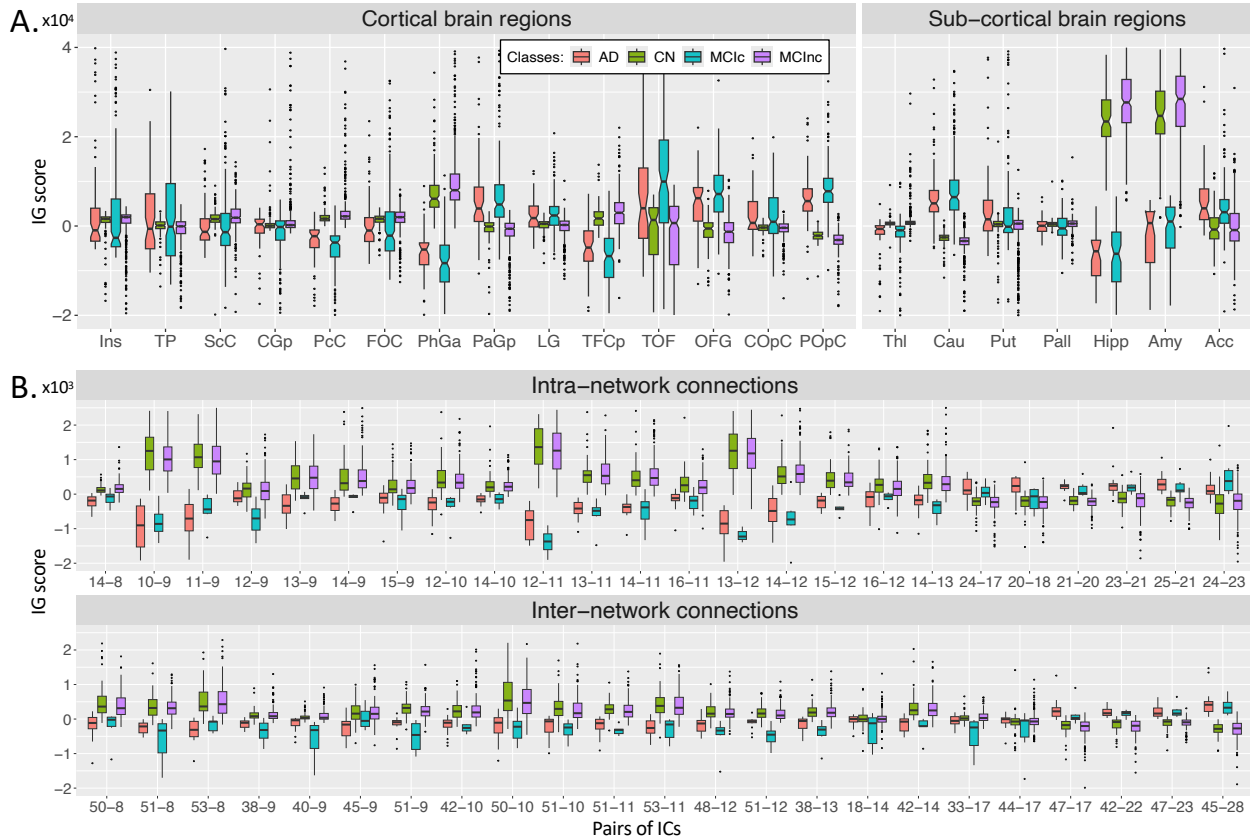 A.
x10⁴
Cortical brain regions
Sub−cortical brain regions
Classes: AD CN MCIc MCInc
IG score
4
2
0
−2
Ins TP ScC CGp PcC FOC PhGa PaGp LG TFCp TOF OFG COpC POpC
Thl Cau Put Pall Hipp Amy Acc
B.
x10³
Intra−network connections
2
1
0
−1
−2
14−8 10−9 11−9 12−9 13−9 14−9 15−9 12−10 14−10 12−11 13−11 14−11 16−11 13−12 14−12 15−12 16−12 14−13 24−17 20−18 21−20 23−21 25−21 24−23
IG score
Inter−network connections
2
1
0
−1
−2
50−8 51−8 53−8 38−9 40−9 45−9 51−9 42−10 50−10 51−10 51−11 53−11 48−12 51−12 38−13 18−14 42−14 33−17 44−17 47−17 42−22 47−23 45−28
Pairs of ICs